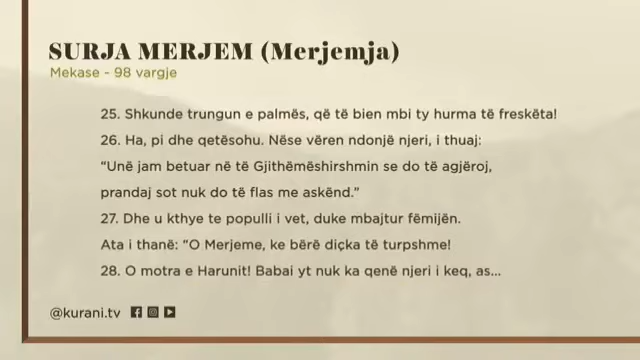 SURJA MERJEM (Merjemja)
Mekase - 98 vargje
25. Shkunde trungun e palmës, që të bien mbi ty hurma të freskëta!
26. Ha, pi dhe qetësohu. Nëse vëren ndonjë njeri, i thuaj:
“Unë jam betuar në të Gjithëmëshirshmin se do të agjëroj,
prandaj sot nuk do të flas me askënd.”
27. Dhe u kthye te populli i vet, duke mbajtur fëmijën.
Ata i thanë: “O Merjeme, ke bërë diçka të turpshme!
28. O motra e Harunit! Babai yt nuk ka qenë njeri i keq, as...
@kurani.tv